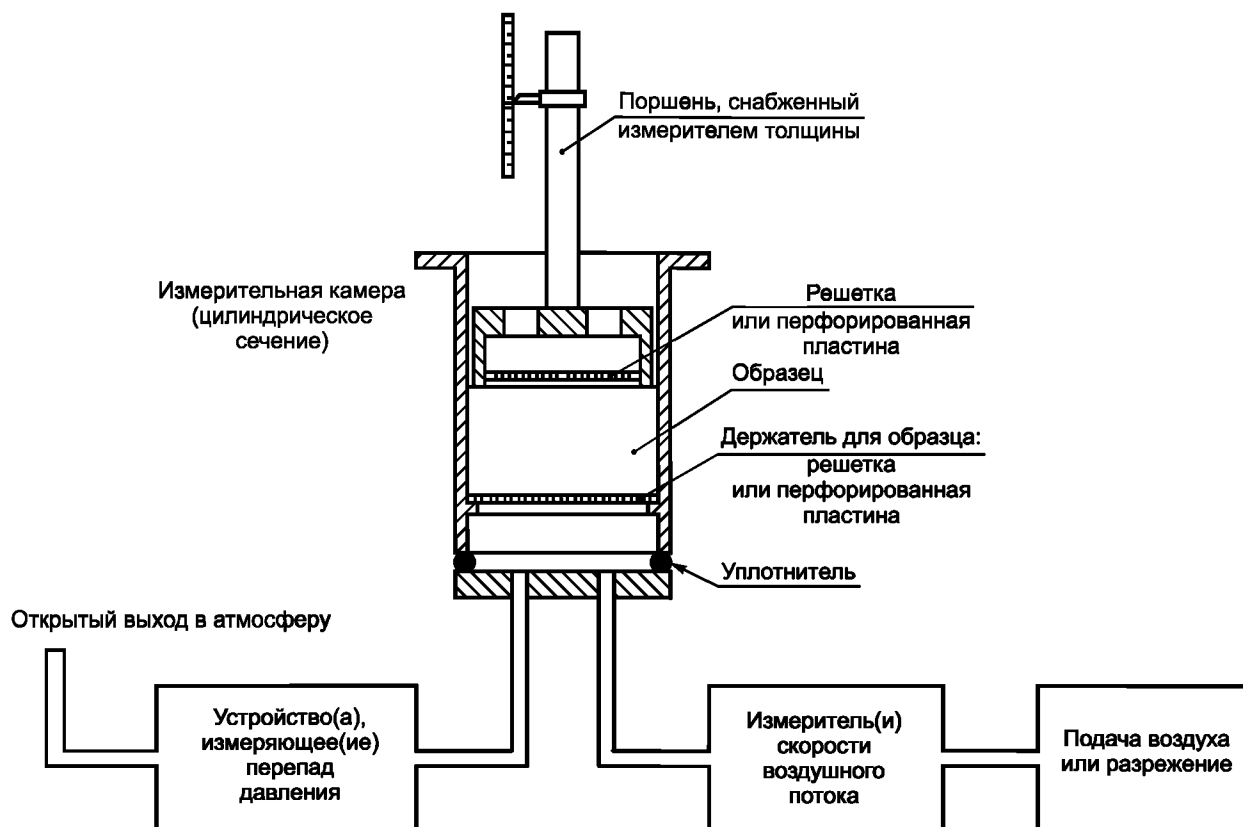 Поршень, снабженный
измерителем толщины
Измерительная камера
(цилиндрическое
сечение)
Решетка
или перфорированная
пластина
Образец
Держатель для образца:
решетка
или перфорированная
пластина
Уплотнитель
Открытый выход в атмосферу
Устройство(а),
измеряющее(ие)
перепад
давления
Измеритель(и)
скорости
воздушного
потока
Подача воздуха
или разрежение